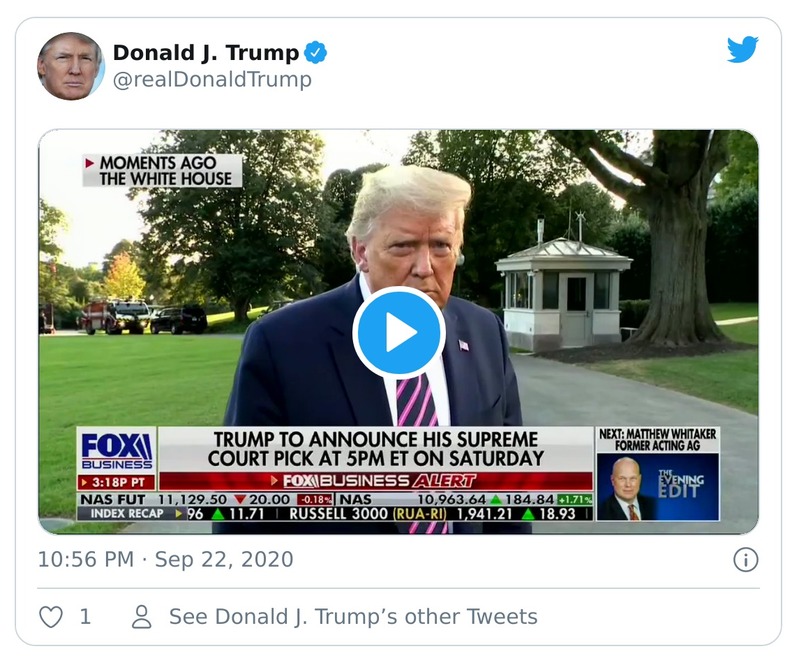 Donald J. Trump
@realDonaldTrump
MOMENTS AGO
THE WHITE HOUSE
TRUMP TO ANNOUNCE HIS SUPREME
COURT PICK AT 5PM ET ON SATURDAY
NEXT: MATTHEW WHITAKER
FORMER ACTING AG
FOX
BUSINESS
3:18P PT
FOX BUSINESS ALERT
THE
EVENING
EDIT
NAS FUT 11,129.50 ▼ 20.00 -0.18% NAS 10,963.64 ▲ 184.84 +1.71%
INDEX RECAP 96 ▲ 11.71 RUSSELL 3000 (RUA-RI) 1,941.21 ▲ 18.93
10:56 PM · Sep 22, 2020
1 See Donald J. Trump’s other Tweets